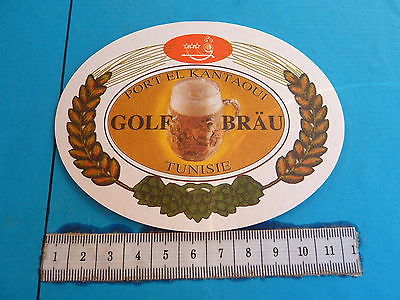 PORT EL KANTAOUI
GOLF BRÄU
TUNISIE
1 2 3 4 5 6 7 8 9 10 11